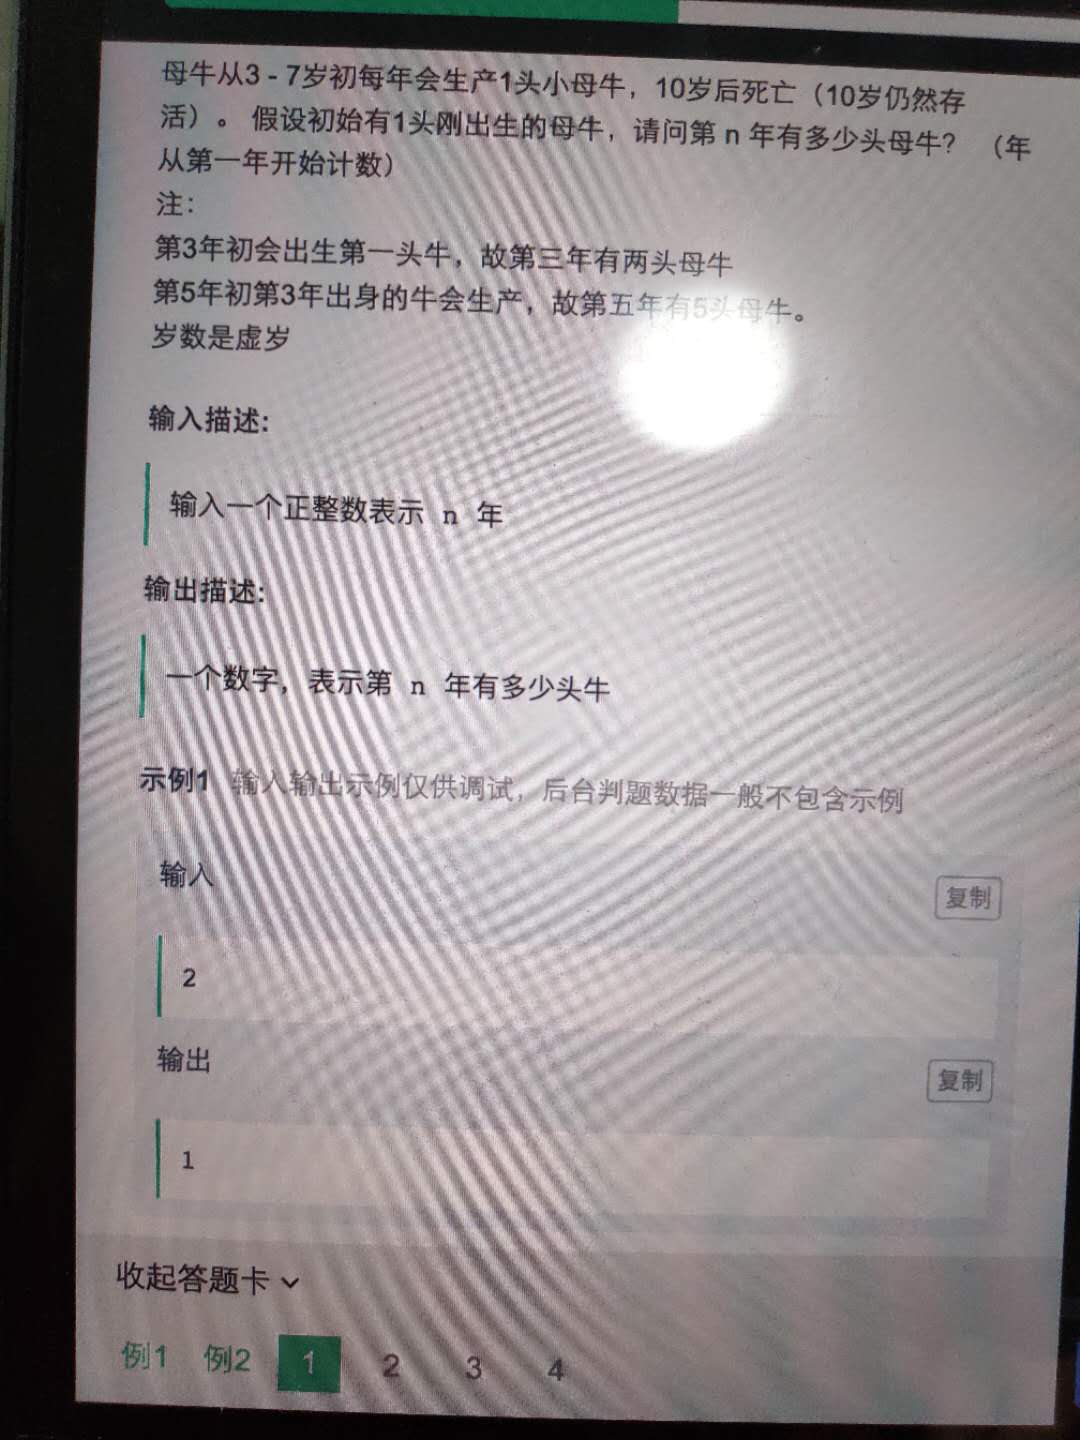 母牛从3 - 7岁初每年会生产1头小母牛，10岁后死亡（10岁仍然存
活）。 假设初始有1头刚出生的母牛，请问第 n 年有多少头母牛？ （年
从第一年开始计数）
注：
第3年初会出生第一头牛，故第三年有两头母牛
第5年初第3年出身的牛会生产，故第五年有5头母牛。
岁数是虚岁
输入描述:
输入一个正整数表示 n 年
输出描述:
一个数字，表示第 n 年有多少头牛
示例1 输入输出示例仅供调试，后台判题数据一般不包含示例
输入
复制
2
输出
复制
1
收起答题卡
例1 例2 1 2 3 4